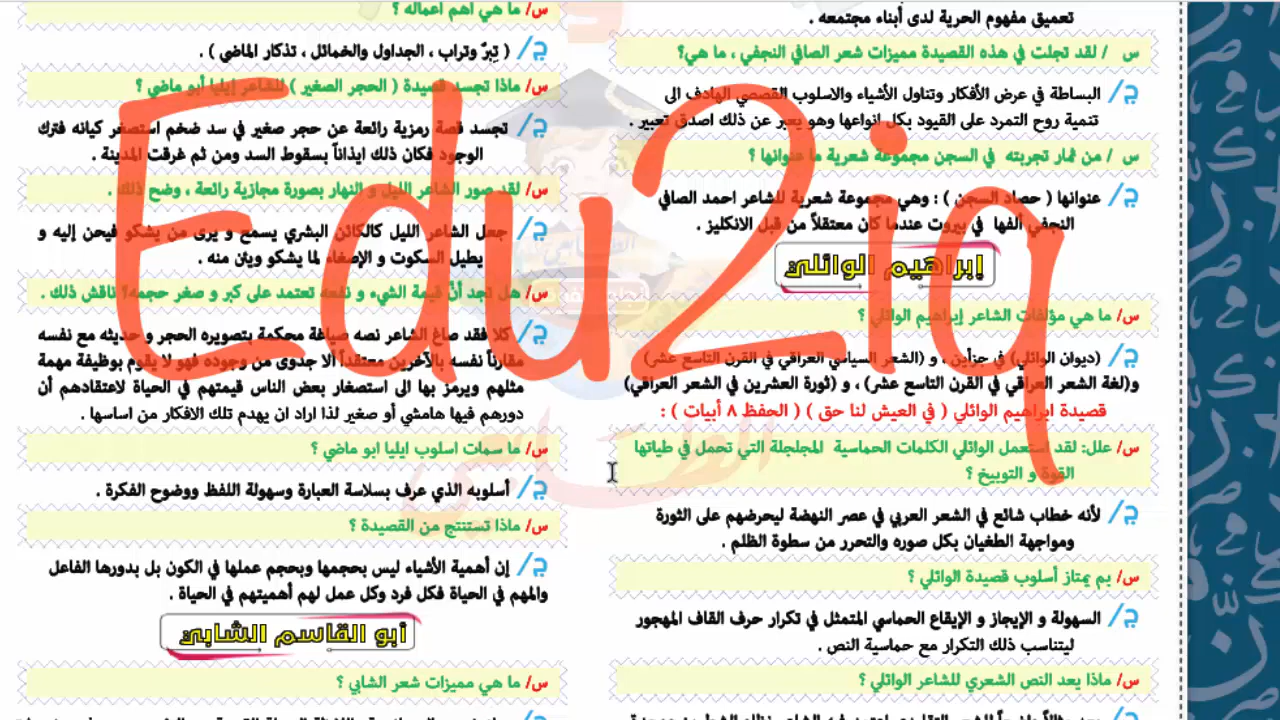 تعميق مفهوم الحرية لدى أبناء مجتمعه .
س / لقد تجلت في هذه القصيدة مميزات شعر الصافي النجفي ، ما هي؟
ج/ البساطة في عرض الأفكار وتناول الأشياء والاسلوب القصصي الهادف الى
تنمية روح التمرد على القيود بكل انواعها وهو يعبر عن ذلك اصدق تعبير .
س / من ثمار تجربته في السجن مجموعة شعرية ما عنوانها ؟
ج/ عنوانها ( حصاد السجن ) : وهي مجموعة شعرية للشاعر احمد الصافي
النجفي ألفها في بيروت عندما كان معتقلاً من قبل الانكليز .
إبراهيم الوائلي
س/ ما هي مؤلفات الشاعر إبراهيم الوائلي ؟
ج/ (ديوان الوائلي) في جزأين ، و (الشعر السياسي العراقي في القرن التاسع عشر)
و(لغة الشعر العراقي في القرن التاسع عشر) ، و (ثورة العشرين في الشعر العراقي)
قصيدة ابراهيم الوائلي ( في العيش لنا حق ) ( الحفظ ٨ أبيات ) :
س/ علل: لقد استعمل الوائلي الكلمات الحماسية المجلجلة التي تحمل في طياتها
القوة و التوبيخ ؟
ج/ لأنه خطاب شائع في الشعر العربي في عصر النهضة ليحرضهم على الثورة
ومواجهة الطغيان بكل صوره والتحرر من سطوة الظلم .
س/ بم يمتاز أسلوب قصيدة الوائلي ؟
ج/ السهولة و الإيجاز و الإيقاع الحماسي المتمثل في تكرار حرف القاف المهجور
ليتناسب ذلك التكرار مع حماسية النص .
س/ ماذا يعد النص الشعري للشاعر الوائلي ؟
س/ ما هي اهم اعماله ؟
ج/ ( تِبرٌ وتراب ، الجداول والخمائل ، تذكار الماضي ) .
س/ ماذا تجسد قصيدة ( الحجر الصغير ) للشاعر إيليا أبو ماضي ؟
ج/ تجسد قصة رمزية رائعة عن حجر صغير في سد ضخم استصغر كيانه فترك
الوجود فكان ذلك إيذاناً بسقوط السد ومن ثم غرقت المدينة .
س/ لقد صور الشاعر الليل و النهار بصورة مجازية رائعة ، وضح ذلك .
ج/ جعل الشاعر الليل كالكائن البشري يسمع و يرى من يشكو فيحن إليه و
يطيل السكوت و الإصغاء لما يشكو ويئن منه .
س/ هل تجد أنّ قيمة الشيء و نفعه تعتمد على كبر و صغر حجمه؟ ناقش ذلك .
ج/ كلا فقد صاغ الشاعر نصه صياغة محكمة بتصويره الحجر و حديثه مع نفسه
مقارناً نفسه بالآخرين معتقداً ألا جدوى من وجوده فهو لا يقوم بوظيفة مهمة
مثلهم ويرمز بها الى استصغار بعض الناس قيمتهم في الحياة لاعتقادهم أن
دورهم فيها هامشي أو صغير لذا اراد ان يهدم تلك الافكار من اساسها .
س/ ما سمات اسلوب ايليا ابو ماضي ؟
ج/ أسلوبه الذي عرف بسلاسة العبارة وسهولة اللفظ ووضوح الفكرة .
س/ ماذا تستنتج من القصيدة ؟
ج/ إن أهمية الأشياء ليس بحجمها وبحجم عملها في الكون بل بدورها الفاعل
والمهم في الحياة فكل فرد وكل عمل لهم أهميتهم في الحياة .
أبو القاسم الشابي
س/ ما هي مميزات شعر الشابي ؟
Edu2iq